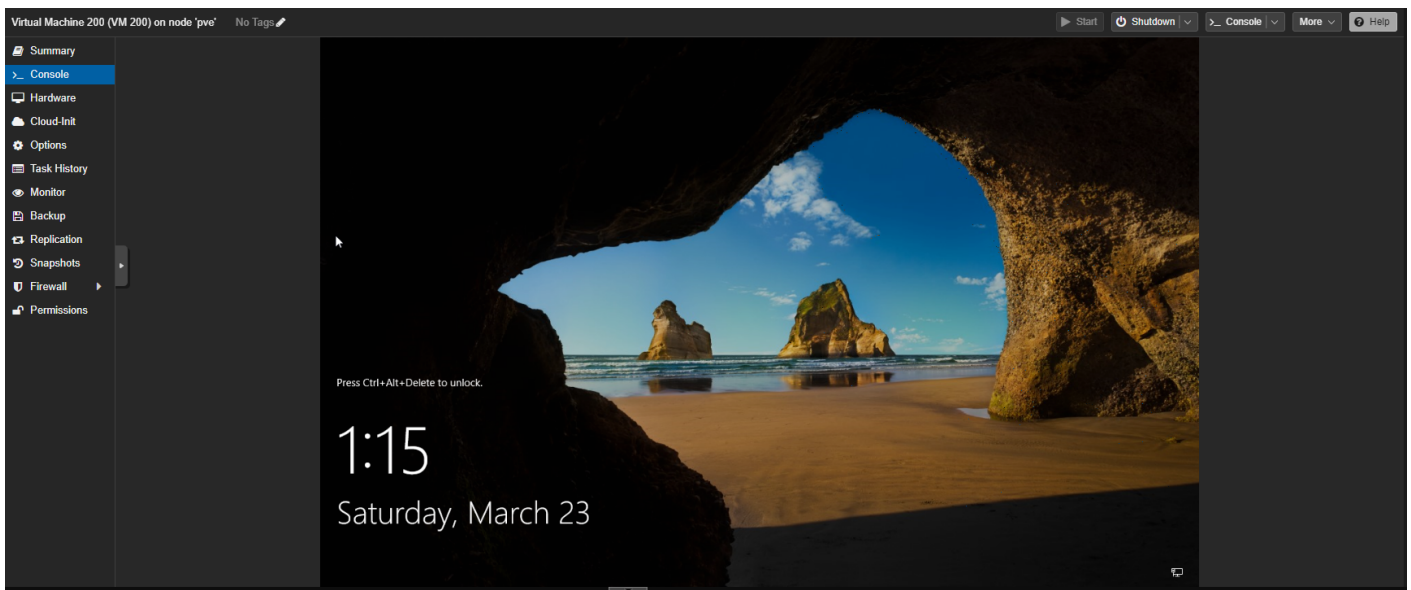 Virtual Machine 200 (VM 200) on node 'pve' No Tags Start Shutdown Console More Help
Summary
Console
Hardware
Cloud-Init
Options
Task History
Monitor
Backup
Replication
Snapshots
Firewall
Permissions
Press Ctrl+Alt+Delete to unlock.
1:15
Saturday, March 23